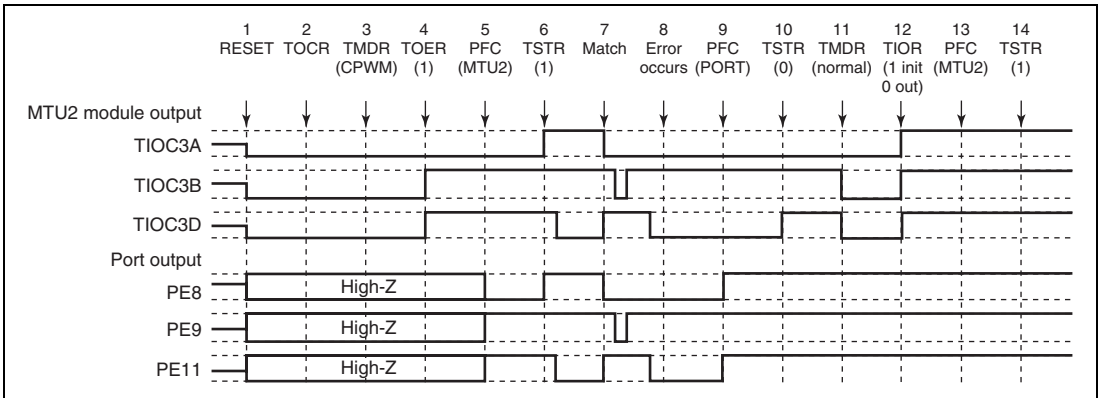 1 2 3 4 5 6 7 8 9 10 11 12 13 14
RESET TOCR TMDR TOER PFC TSTR Match Error PFC TSTR TMDR TIOR PFC TSTR
(CPWM) (1) (MTU2) (1) occurs (PORT) (0) (normal) (1 init (MTU2) (1)
0 out)
MTU2 module output
TIOC3A
TIOC3B
TIOC3D
Port output
PE8 High-Z
PE9 High-Z
PE11 High-Z